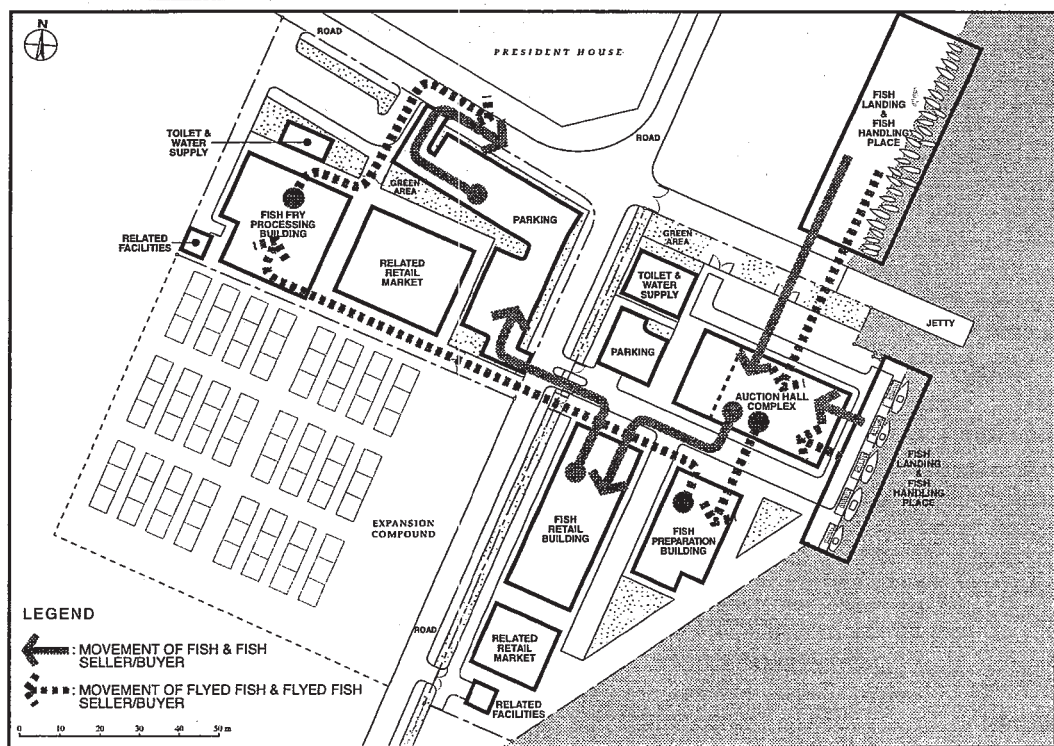 N
ROAD
PRESIDENT HOUSE
FISH
LANDING
&
FISH
HANDLING
PLACE
TOILET &
WATER
SUPPLY
ROAD
GREEN
AREA
PARKING
FISH FRY
PROCESSING
BUILDING
RELATED
FACILITIES
RELATED
RETAIL
MARKET
GREEN
AREA
TOILET &
WATER
SUPPLY
JETTY
PARKING
AUCTION HALL
COMPLEX
FISH
LANDING
&
FISH
HANDLING
PLACE
EXPANSION
COMPOUND
FISH
RETAIL
BUILDING
FISH
PREPARATION
BUILDING
ROAD
RELATED
RETAIL
MARKET
RELATED
FACILITIES
LEGEND
: MOVEMENT OF FISH & FISH
SELLER/BUYER
: MOVEMENT OF FLYED FISH & FLYED FISH
SELLER/BUYER
0 10 20 30 40 50 m